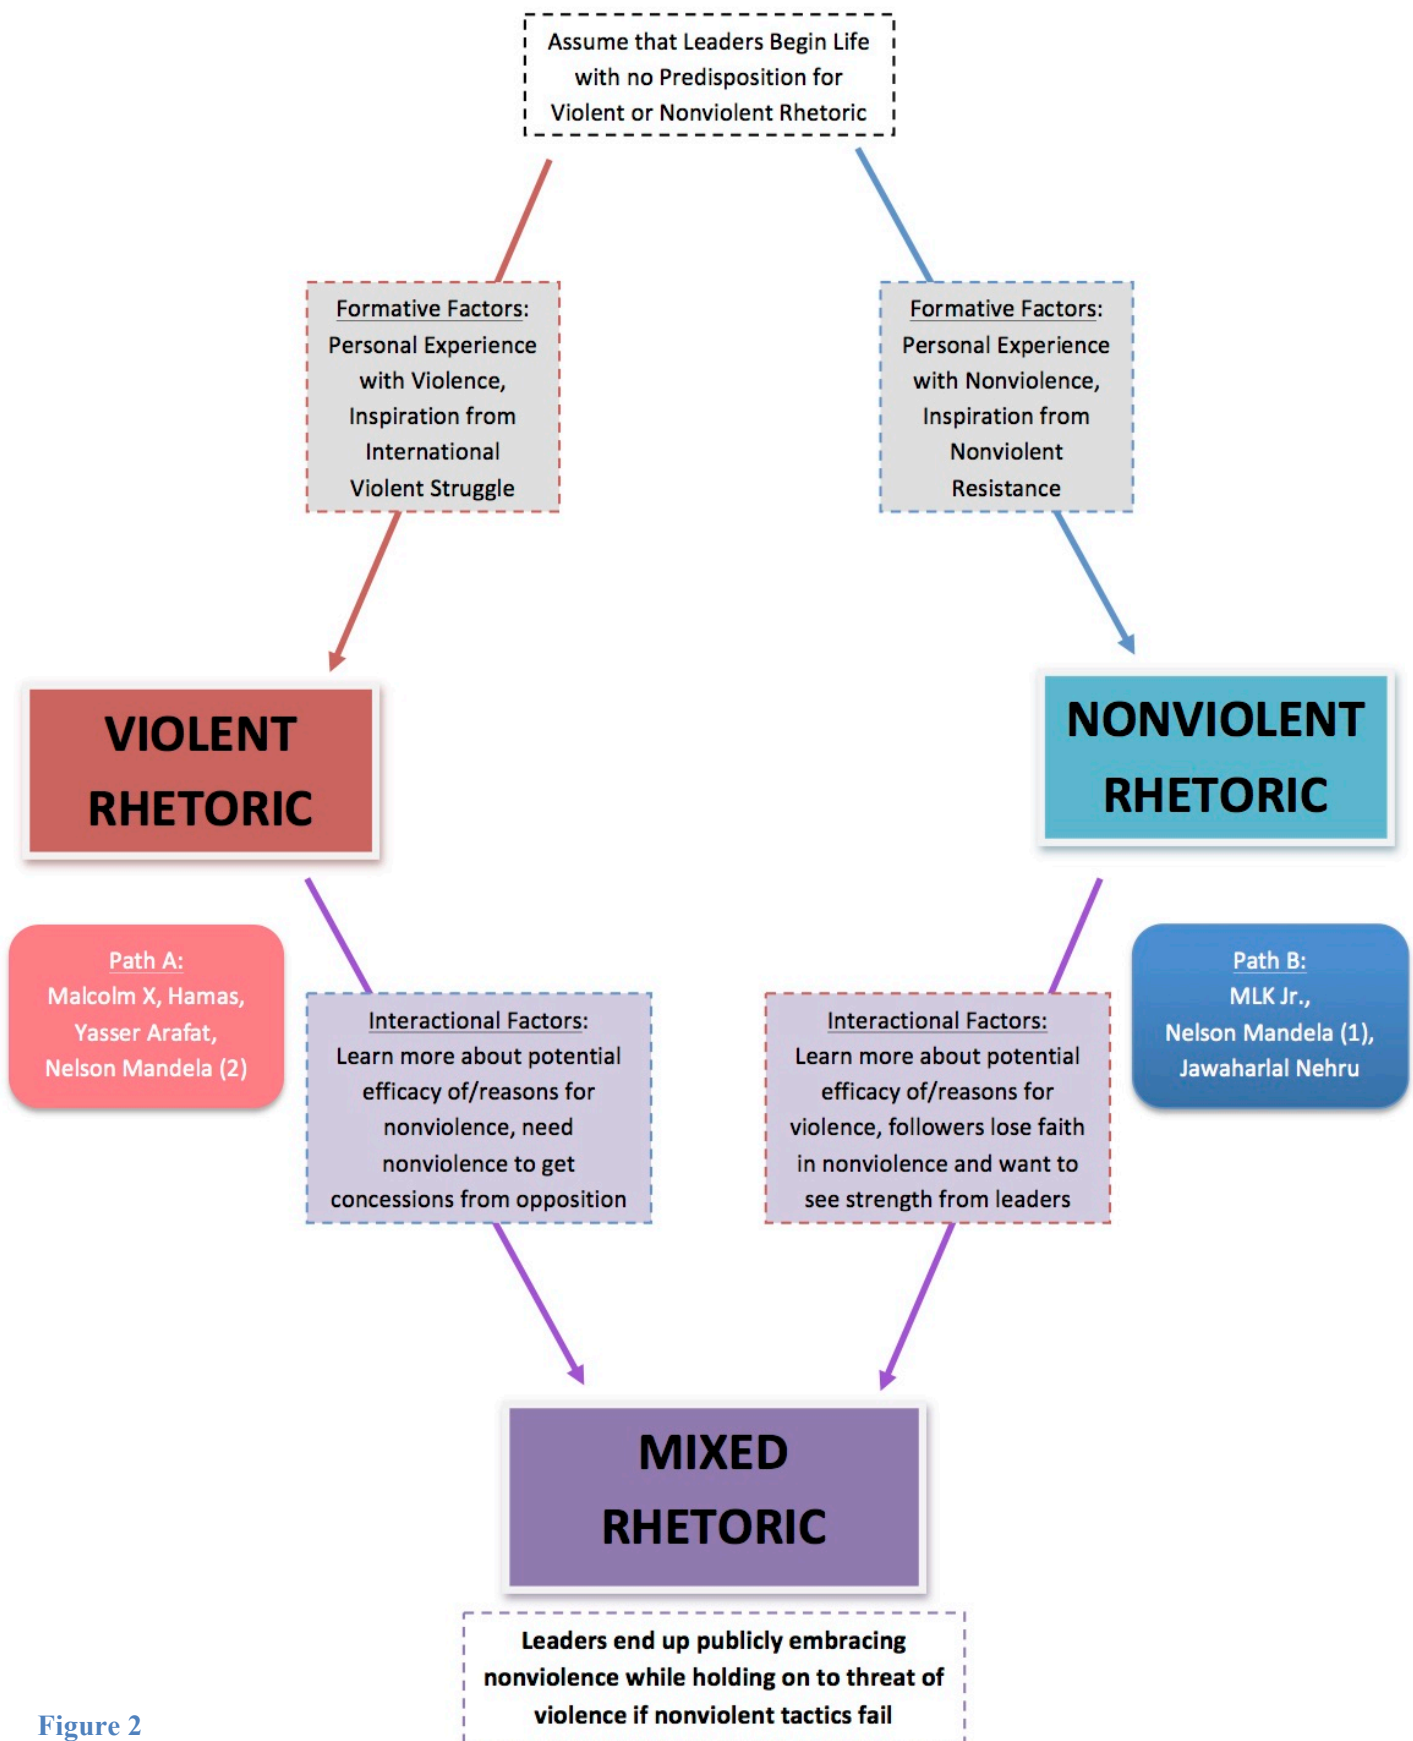 Assume that Leaders Begin Life
with no Predisposition for
Violent or Nonviolent Rhetoric
Formative Factors:
Personal Experience
with Violence,
Inspiration from
International
Violent Struggle
Formative Factors:
Personal Experience
with Nonviolence,
Inspiration from
Nonviolent
Resistance
VIOLENT
RHETORIC
NONVIOLENT
RHETORIC
Path A:
Malcolm X, Hamas,
Yasser Arafat,
Nelson Mandela (2)
Interactional Factors:
Learn more about potential
efficacy of/reasons for
nonviolence, need
nonviolence to get
concessions from opposition
Interactional Factors:
Learn more about potential
efficacy of/reasons for
violence, followers lose faith
in nonviolence and want to
see strength from leaders
Path B:
MLK Jr.,
Nelson Mandela (1),
Jawaharlal Nehru
MIXED
RHETORIC
Leaders end up publicly embracing
nonviolence while holding on to threat of
violence if nonviolent tactics fail
Figure 2